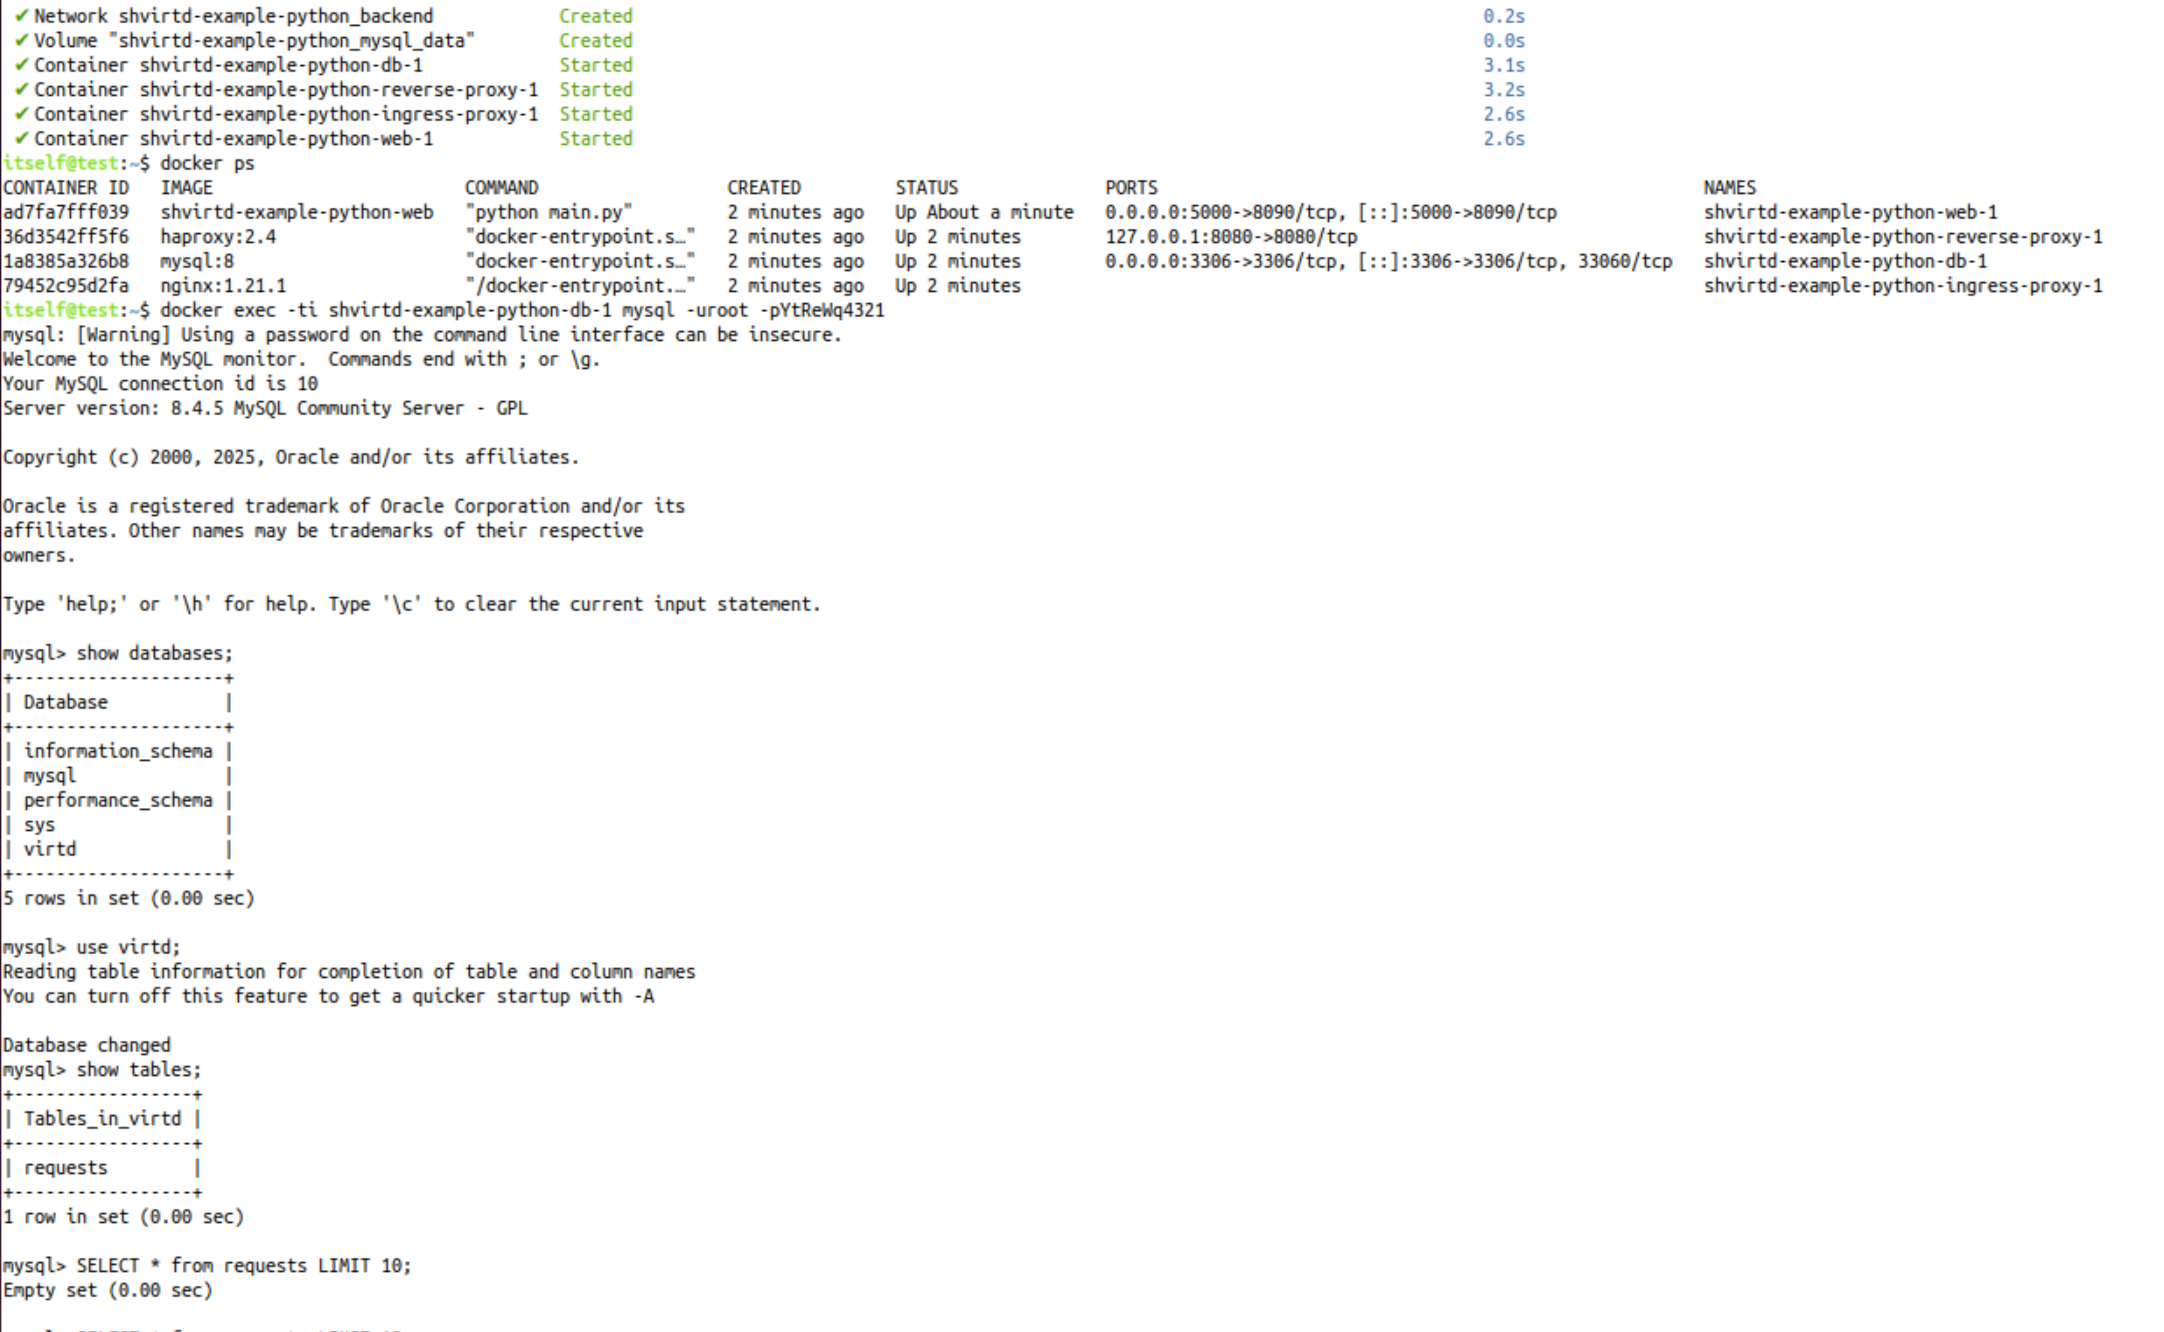 ✔ Network shvirtd-example-python_backend Created 0.2s
✔ Volume "shvirtd-example-python_mysql_data" Created 0.0s
✔ Container shvirtd-example-python-db-1 Started 3.1s
✔ Container shvirtd-example-python-reverse-proxy-1 Started 3.2s
✔ Container shvirtd-example-python-ingress-proxy-1 Started 2.6s
✔ Container shvirtd-example-python-web-1 Started 2.6s
itself@test:~$ docker ps
CONTAINER ID   IMAGE   COMMAND   CREATED   STATUS   PORTS   NAMES
ad7fa7fff039   shvirtd-example-python-web   "python main.py"   2 minutes ago   Up About a minute   0.0.0.0:5000->8090/tcp, [::]:5000->8090/tcp   shvirtd-example-python-web-1
36d3542ff5f6   haproxy:2.4   "docker-entrypoint.s…"   2 minutes ago   Up 2 minutes   127.0.0.1:8080->8080/tcp   shvirtd-example-python-reverse-proxy-1
1a8385a326b8   mysql:8   "docker-entrypoint.s…"   2 minutes ago   Up 2 minutes   0.0.0.0:3306->3306/tcp, [::]:3306->3306/tcp, 33060/tcp   shvirtd-example-python-db-1
79452c95d2fa   nginx:1.21.1   "/docker-entrypoint.…"   2 minutes ago   Up 2 minutes   shvirtd-example-python-ingress-proxy-1
itself@test:~$ docker exec -ti shvirtd-example-python-db-1 mysql -uroot -pYtReWq4321
mysql: [Warning] Using a password on the command line interface can be insecure.
Welcome to the MySQL monitor.  Commands end with ; or \g.
Your MySQL connection id is 10
Server version: 8.4.5 MySQL Community Server - GPL
Copyright (c) 2000, 2025, Oracle and/or its affiliates.
Oracle is a registered trademark of Oracle Corporation and/or its
affiliates. Other names may be trademarks of their respective
owners.
Type 'help;' or '\h' for help. Type '\c' to clear the current input statement.
mysql> show databases;
+--------------------+
| Database           |
+--------------------+
| information_schema |
| mysql              |
| performance_schema |
| sys                |
| virtd              |
+--------------------+
5 rows in set (0.00 sec)
mysql> use virtd;
Reading table information for completion of table and column names
You can turn off this feature to get a quicker startup with -A
Database changed
mysql> show tables;
+-----------------+
| Tables_in_virtd |
+-----------------+
| requests        |
+-----------------+
1 row in set (0.00 sec)
mysql> SELECT * from requests LIMIT 10;
Empty set (0.00 sec)